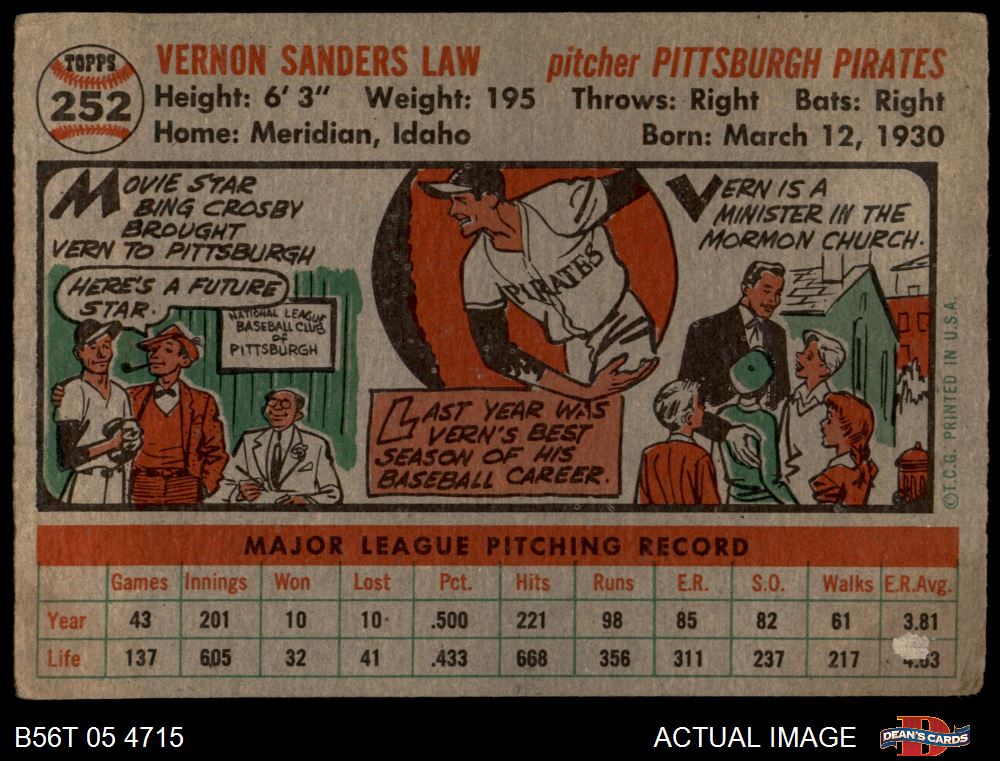 TOPPS
252
VERNON SANDERS LAW pitcher PITTSBURGH PIRATES
Height: 6' 3" Weight: 195 Throws: Right Bats: Right
Home: Meridian, Idaho Born: March 12, 1930
MOVIE STAR
BING CROSBY
BROUGHT
VERN TO PITTSBURGH
HERE'S A FUTURE
STAR.
NATIONAL LEAGUE
BASEBALL CLUB
of
PITTSBURGH
PIRATES
LAST YEAR WAS
VERN'S BEST
SEASON OF HIS
BASEBALL CAREER.
VERN IS A
MINISTER IN THE
MORMON CHURCH.
©T.C.G. PRINTED IN U.S.A.
MAJOR LEAGUE PITCHING RECORD
Games Innings Won Lost Pct. Hits Runs E.R. S.O. Walks E.R.Avg.
Year 43 201 10 10 .500 221 98 85 82 61 3.81
Life 137 605 32 41 .433 668 356 311 237 217
B56T 05 4715 ACTUAL IMAGE DEAN'S CARDS